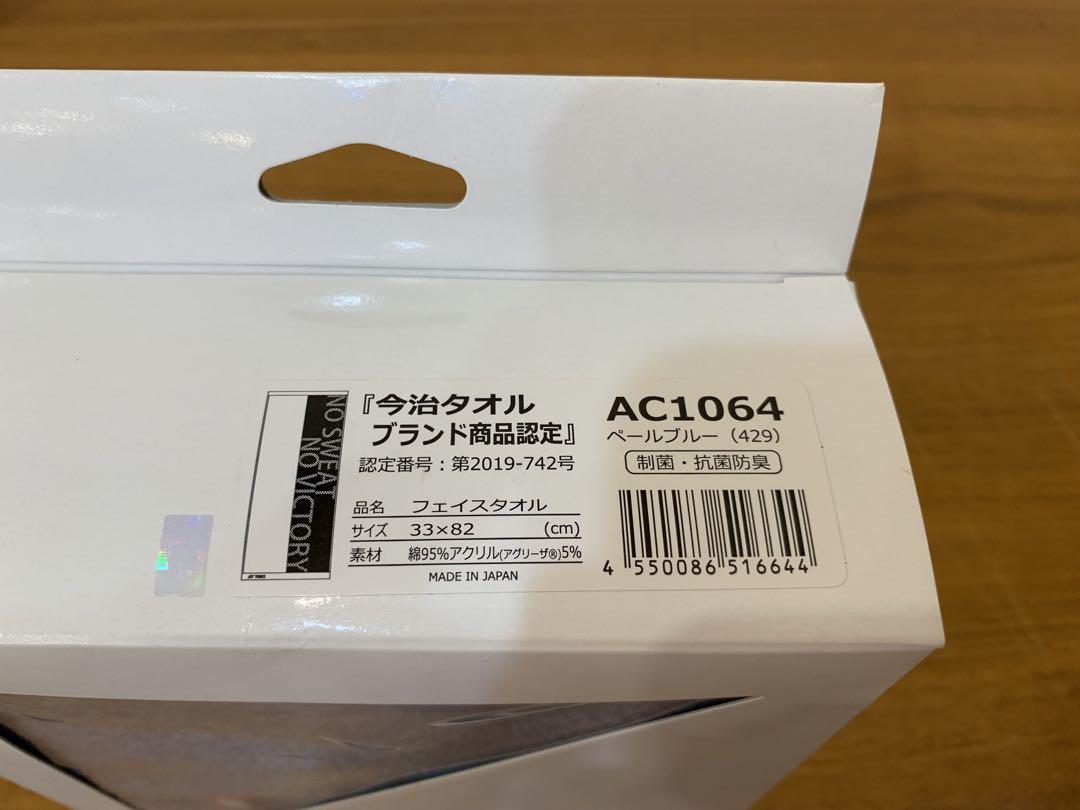 『今治タオル
ブランド商品認定』
認定番号：第2019-742号
品名 フェイスタオル
サイズ 33×82 (cm)
素材 綿95%アクリル(アグリーザ®)5%
MADE IN JAPAN
AC1064
ペールブルー（429）
制菌・抗菌防臭
4 550086 516644
NO SWEAT
NO VICTORY
YONEX